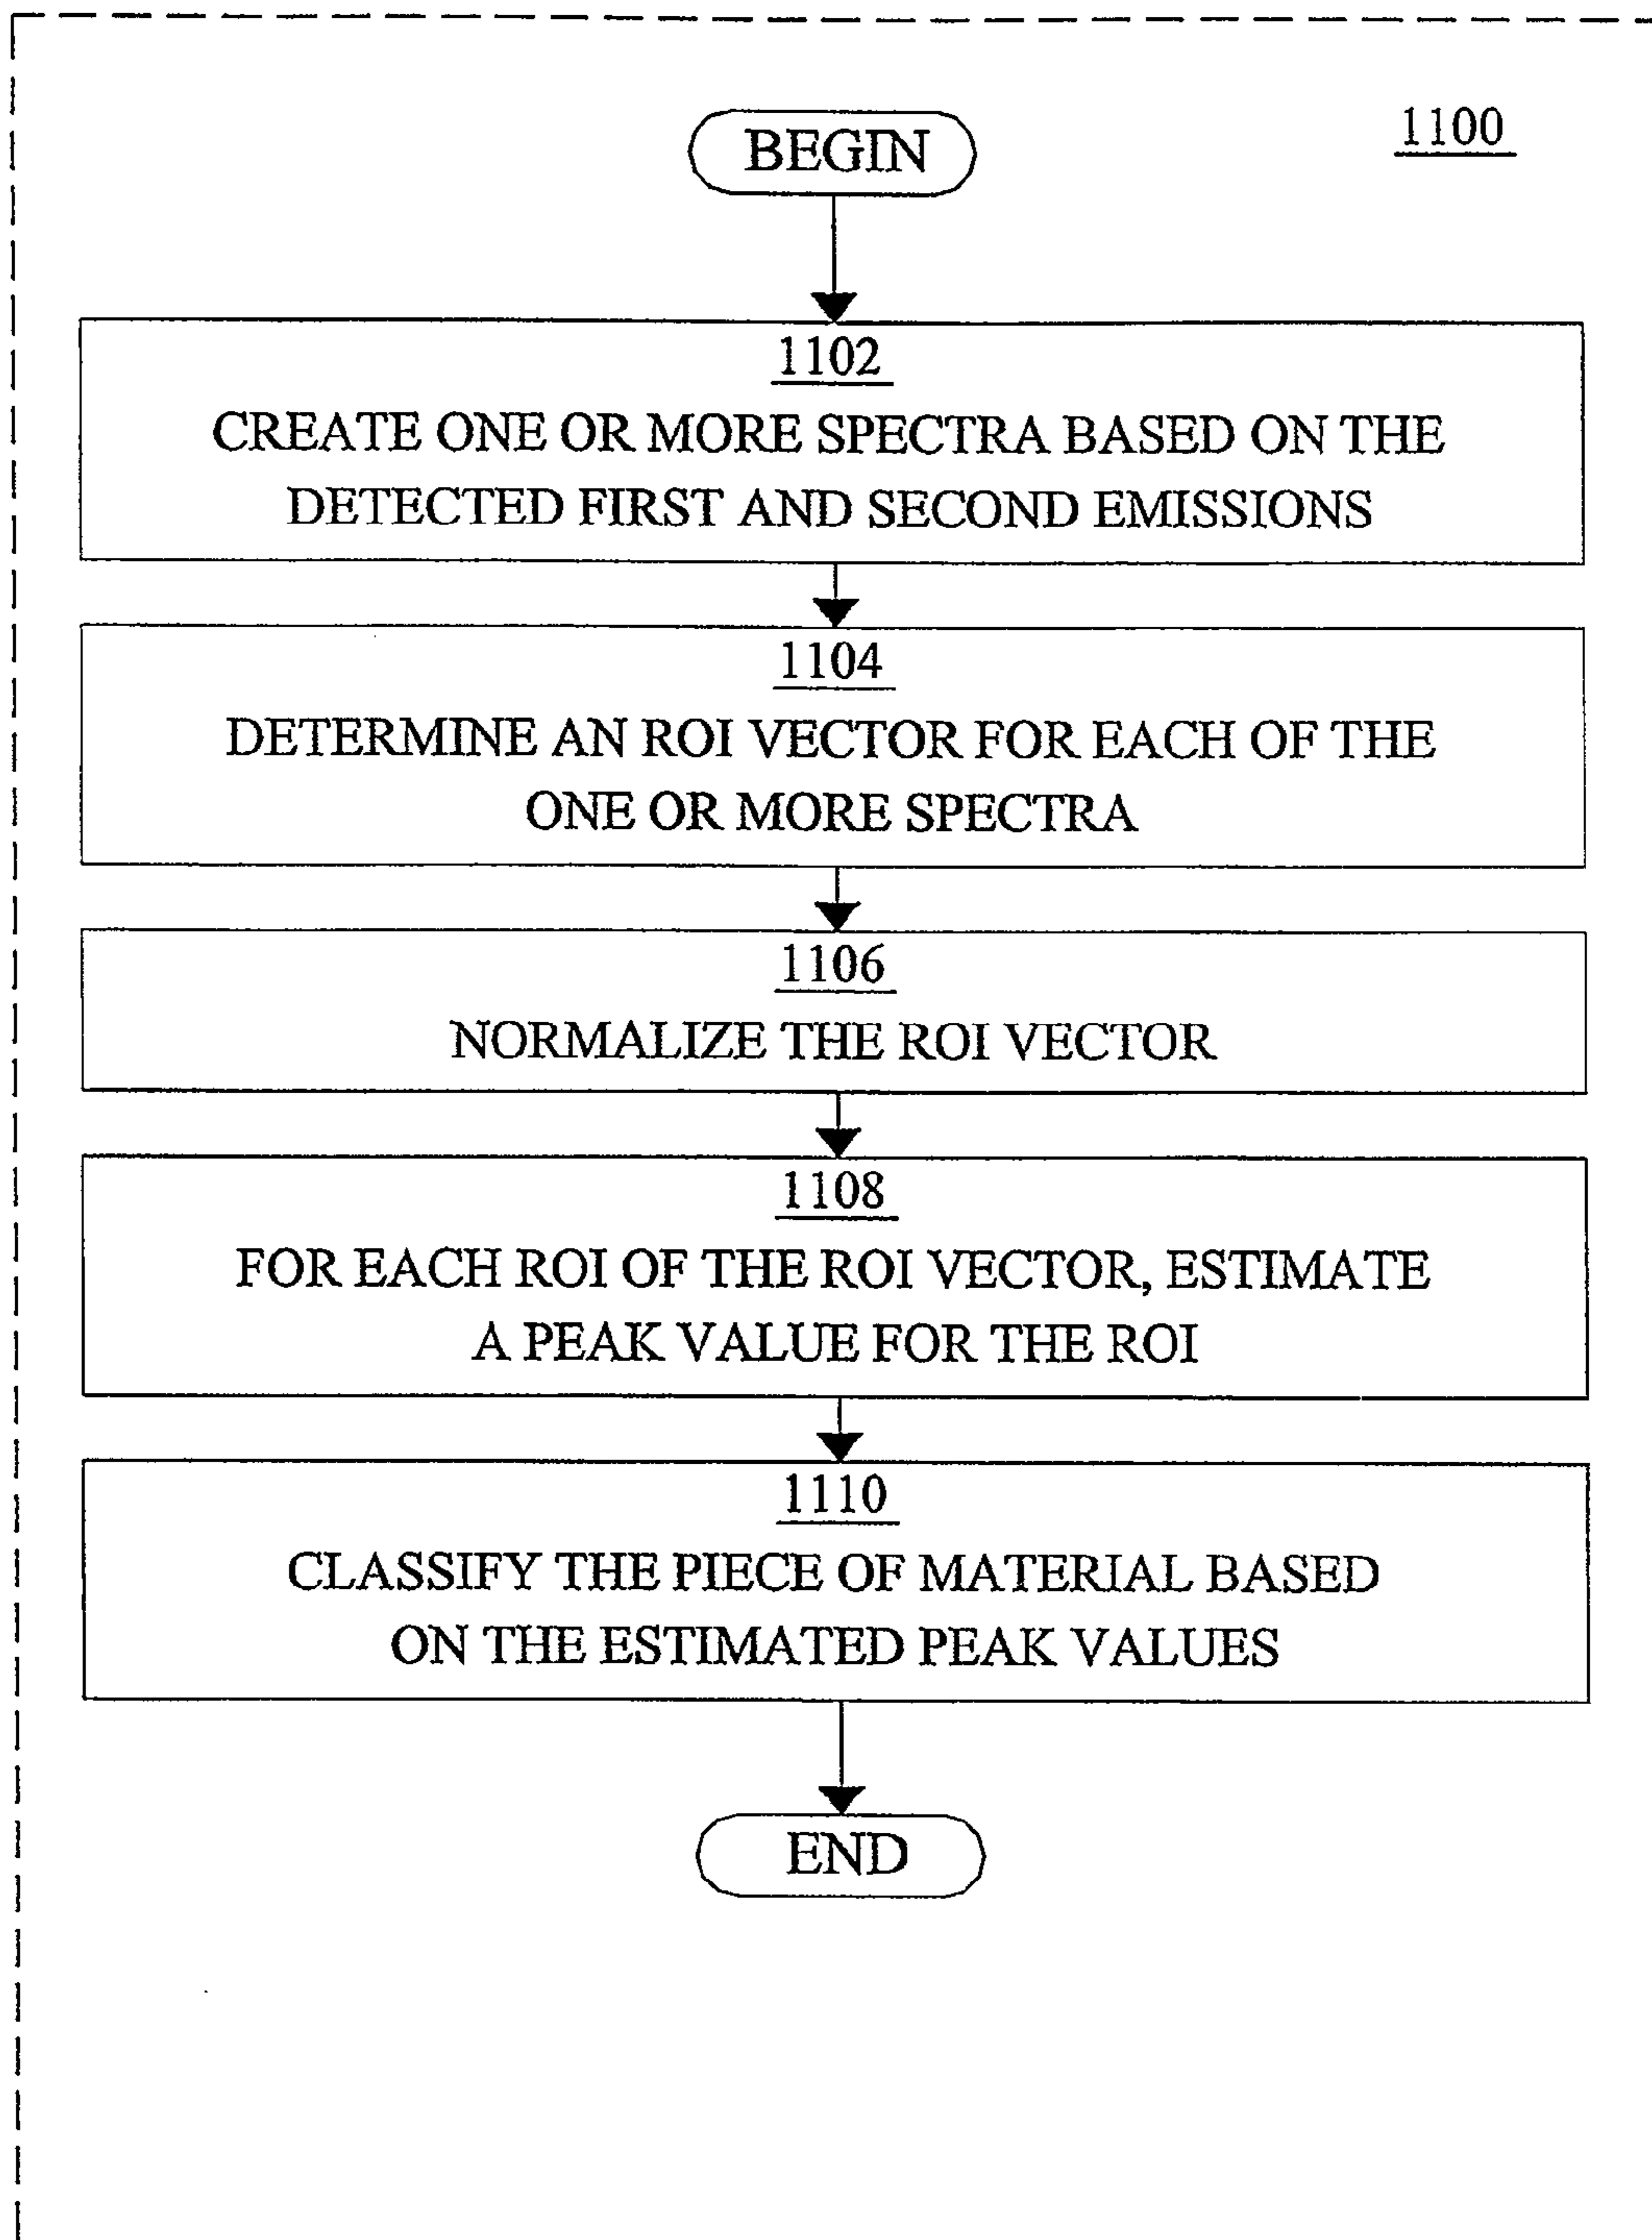 1100
BEGIN
1102
CREATE ONE OR MORE SPECTRA BASED ON THE
DETECTED FIRST AND SECOND EMISSIONS
1104
DETERMINE AN ROI VECTOR FOR EACH OF THE
ONE OR MORE SPECTRA
1106
NORMALIZE THE ROI VECTOR
1108
FOR EACH ROI OF THE ROI VECTOR, ESTIMATE
A PEAK VALUE FOR THE ROI
1110
CLASSIFY THE PIECE OF MATERIAL BASED
ON THE ESTIMATED PEAK VALUES
END